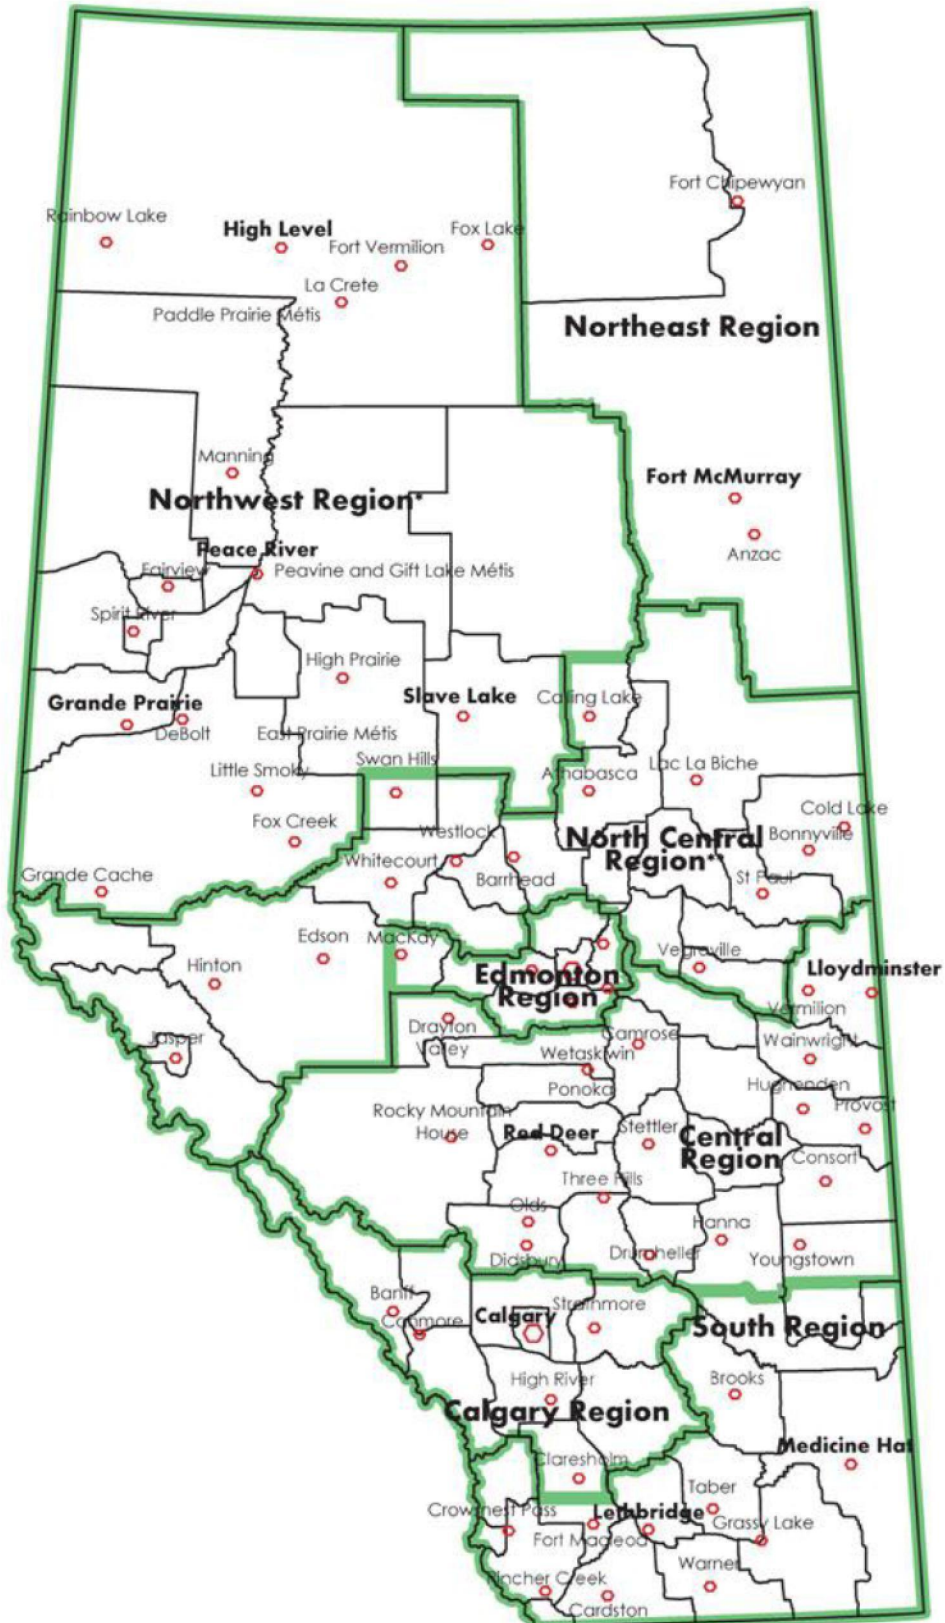 Fort Chipewyan
Rainbow Lake
High Level
Fox Lake
Fort Vermilion
La Crete
Paddle Prairie Métis
Northeast Region
Manning
Northwest Region*
Fort McMurray
Peace River
Anzac
Fairview
Peavine and Gift Lake Métis
Spirit River
High Prairie
Grande Prairie
Slave Lake
Calling Lake
DeBolt
East Prairie Métis
Swan Hills
Little Smoky
Athabasca
Lac La Biche
Cold Lake
Fox Creek
Westlock
North Central
Region**
Bonnyville
Whitecourt
Grande Cache
Barrhead
St Paul
Edson
MacKay
Vegreville
Hinton
Edmonton
Region
Lloydminster
Vermilion
Jasper
Drayton
Valley
Camrose
Wainwright
Wetaskiwin
Ponoka
Hughenden
Provost
Rocky Mountain
House
Red Deer
Stettler
Central
Region
Consort
Three Hills
Olds
Hanna
Didsbury
Drumheller
Youngstown
Banff
Canmore
Calgary
Strathmore
South Region
High River
Brooks
Calgary Region
Medicine Hat
Claresholm
Taber
Crowsnest Pass
Lethbridge
Grassy Lake
Fort Macleod
Warner
Pincher Creek
Cardston